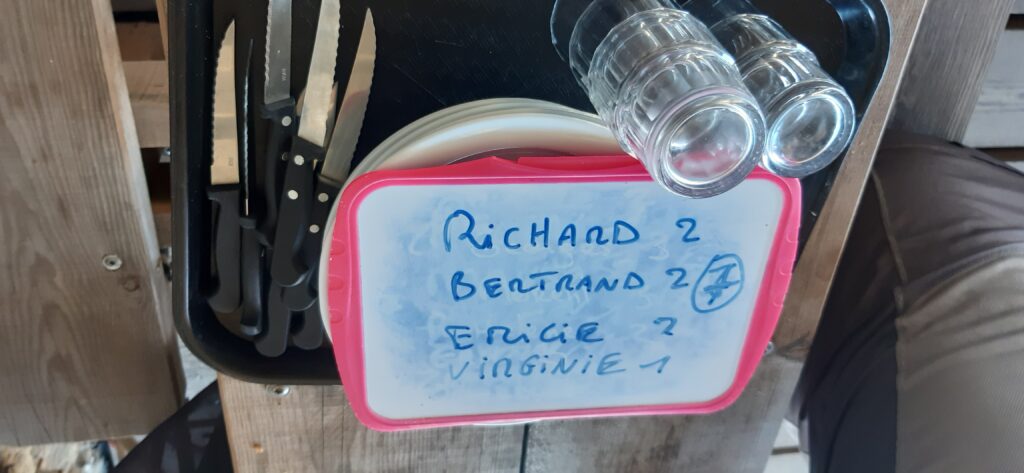 RiCHARD 2
BERTRAND 2
2
ViRGiNiE 1